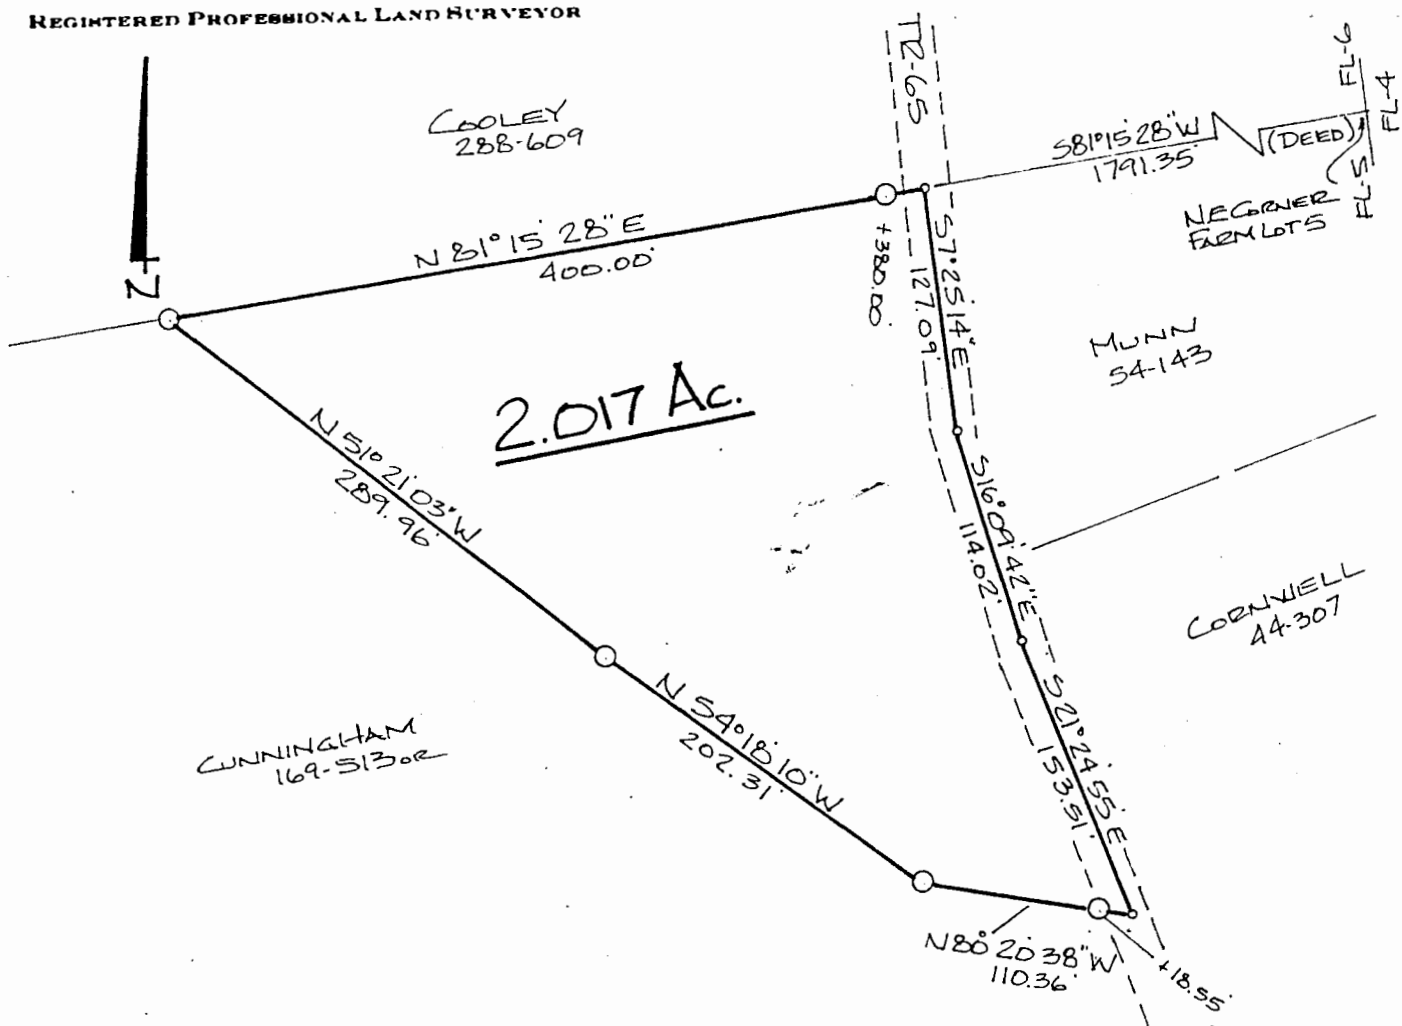 REGISTERED PROFESSIONAL LAND SURVEYOR
COOLEY
288-609
TR-65
FL-6
FL-4
FL-5
S81°15'28"W
1791.35'
(DEED)
NE CORNER
FARM LOT 5
N
N 81° 15' 28" E
400.00'
+380.00'
S7°25'14"E
127.09'
MUNN
54-143
2.017 Ac.
N 51° 21' 03" W
289.96'
S16°09'42"E
114.02'
CORNWELL
44-307
N 54°18'10" W
202.31'
S 21°24'55" E
153.51'
CUNNINGHAM
169-513 OR
N80°20'38"W
110.36'
+18.55'